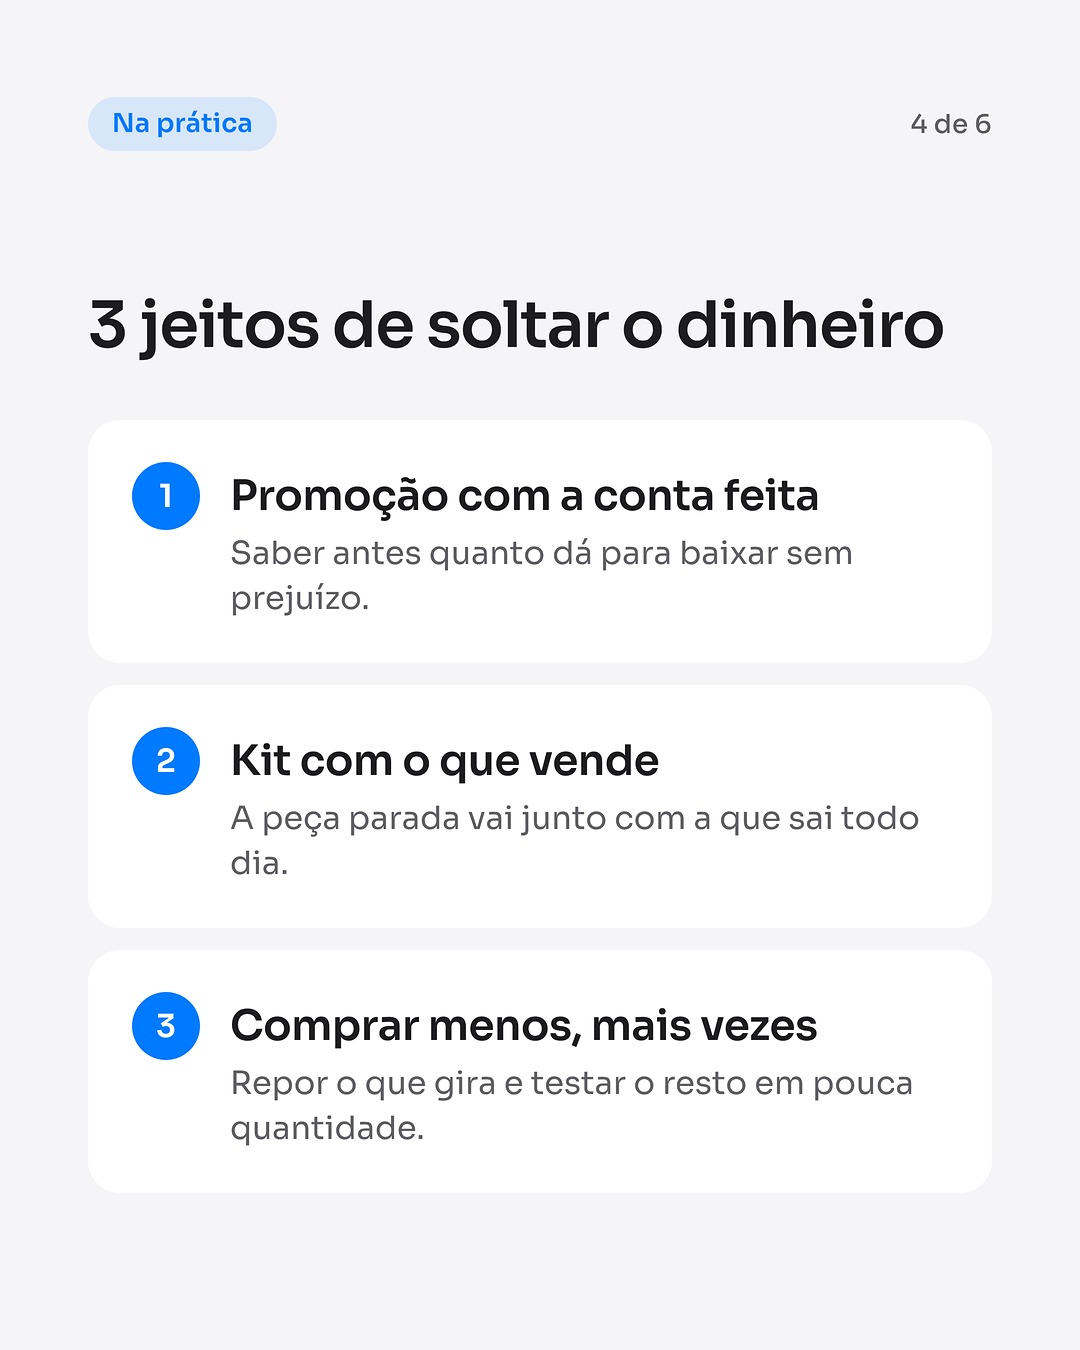 Na prática
4 de 6
3 jeitos de soltar o dinheiro
1
Promoção com a conta feita
Saber antes quanto dá para baixar sem
prejuízo.
2
Kit com o que vende
A peça parada vai junto com a que sai todo
dia.
3
Comprar menos, mais vezes
Repor o que gira e testar o resto em pouca
quantidade.